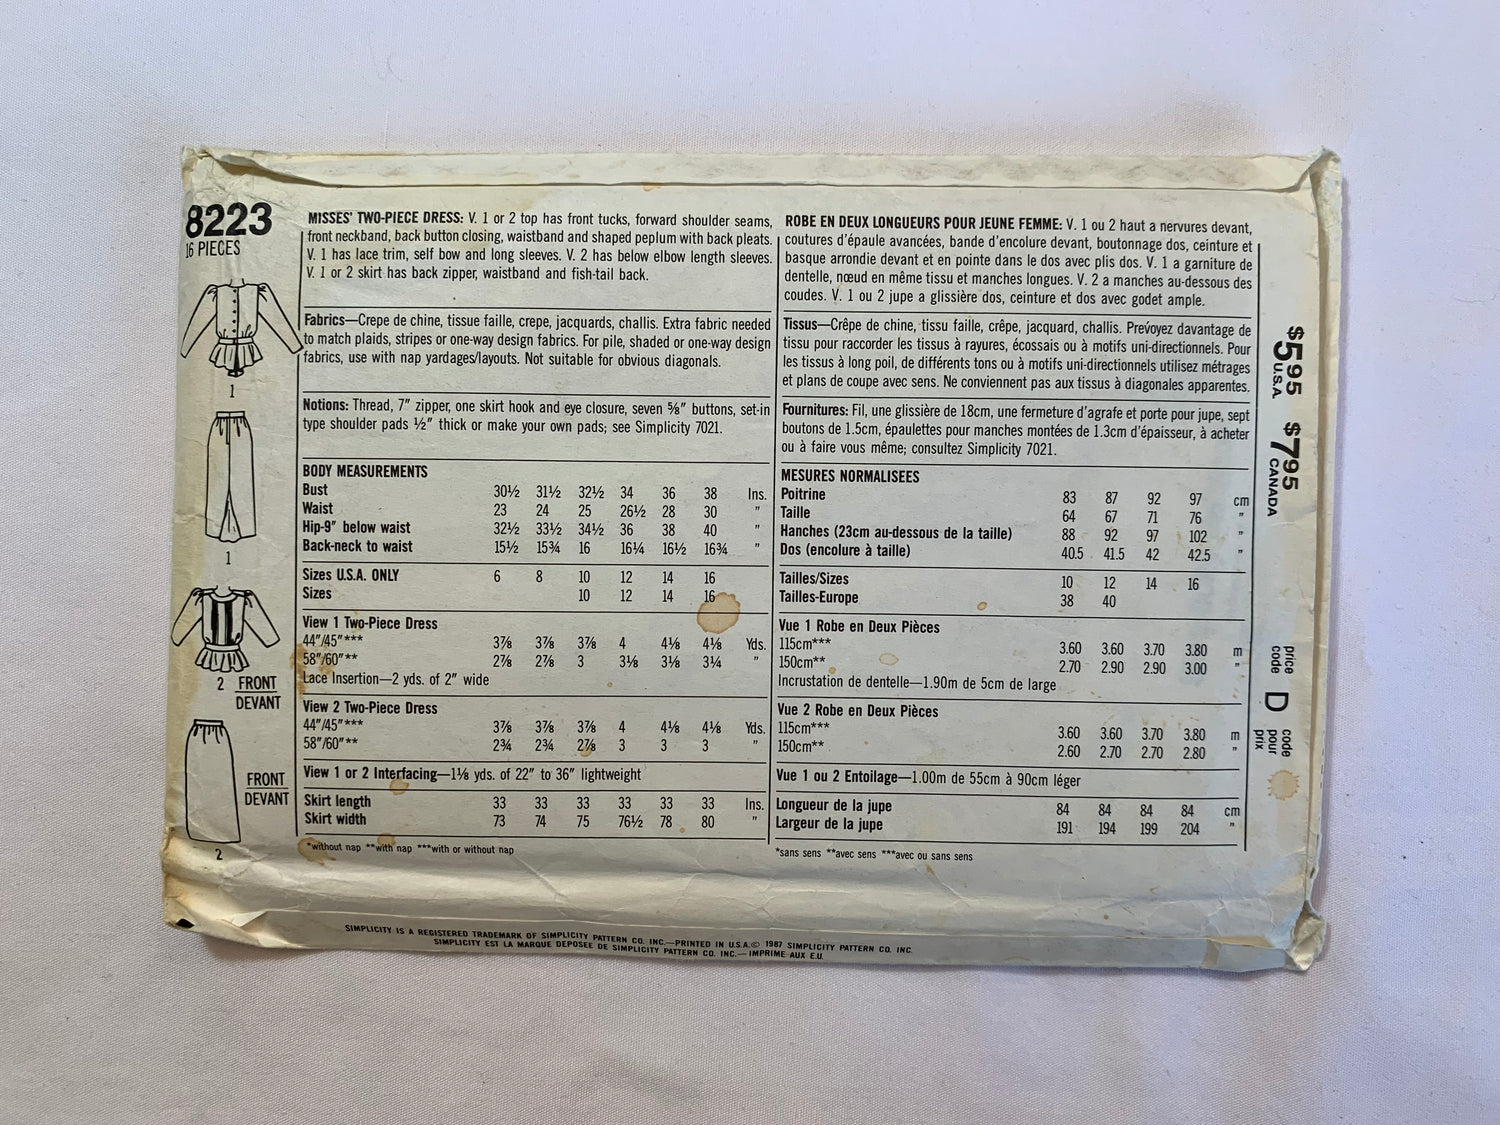 8223
16 PIECES
1
1
2 FRONT
DEVANT
FRONT
DEVANT
2
MISSES' TWO-PIECE DRESS: V. 1 or 2 top has front tucks, forward shoulder seams,
front neckband, back button closing, waistband and shaped peplum with back pleats.
V. 1 has lace trim, self bow and long sleeves. V. 2 has below elbow length sleeves.
V. 1 or 2 skirt has back zipper, waistband and fish-tail back.
Fabrics—Crepe de chine, tissue faille, crepe, jacquards, challis. Extra fabric needed
to match plaids, stripes or one-way design fabrics. For pile, shaded or one-way design
fabrics, use with nap yardages/layouts. Not suitable for obvious diagonals.
Notions: Thread, 7" zipper, one skirt hook and eye closure, seven ⅝" buttons, set-in
type shoulder pads ½" thick or make your own pads; see Simplicity 7021.
BODY MEASUREMENTS
Bust 30½ 31½ 32½ 34 36 38 Ins.
Waist 23 24 25 26½ 28 30 "
Hip-9" below waist 32½ 33½ 34½ 36 38 40 "
Back-neck to waist 15½ 15¾ 16 16¼ 16½ 16¾ "
Sizes U.S.A. ONLY 6 8 10 12 14 16
Sizes 10 12 14 16
View 1 Two-Piece Dress
44"/45"*** 3⅞ 3⅞ 3⅞ 4 4⅛ 4⅛ Yds.
58"/60"** 2⅞ 2⅞ 3 3⅛ 3⅛ 3¼ "
Lace Insertion—2 yds. of 2" wide
View 2 Two-Piece Dress
44"/45"*** 3⅞ 3⅞ 3⅞ 4 4⅛ 4⅛ Yds.
58"/60"** 2¾ 2¾ 2⅞ 3 3 3 "
View 1 or 2 Interfacing—1⅛ yds. of 22" to 36" lightweight
Skirt length 33 33 33 33 33 33 Ins.
Skirt width 73 74 75 76½ 78 80 "
*without nap **with nap ***with or without nap
ROBE EN DEUX LONGUEURS POUR JEUNE FEMME: V. 1 ou 2 haut a nervures devant,
coutures d'épaule avancées, bande d'encolure devant, boutonnage dos, ceinture et
basque arrondie devant et en pointe dans le dos avec plis dos. V. 1 a garniture de
dentelle, nœud en même tissu et manches longues. V. 2 a manches au-dessous des
coudes. V. 1 ou 2 jupe a glissière dos, ceinture et dos avec godet ample.
Tissus—Crêpe de chine, tissu faille, crêpe, jacquard, challis. Prevóyez davantage de
tissu pour raccorder les tissus à rayures, écossais ou à motifs uni-directionnels. Pour
les tissus à long poil, de différents tons ou à motifs uni-directionnels utilisez métrages
et plans de coupe avec sens. Ne conviennent pas aux tissus à diagonales apparentes.
Fournitures: Fil, une glissière de 18cm, une fermeture d'agrafe et porte pour jupe, sept
boutons de 1.5cm, épaulettes pour manches montées de 1.3cm d'épaisseur, à acheter
ou à faire vous même; consultez Simplicity 7021.
MESURES NORMALISEES
Poitrine 83 87 92 97 cm
Taille 64 67 71 76 "
Hanches (23cm au-dessous de la taille) 88 92 97 102 "
Dos (encolure à taille) 40.5 41.5 42 42.5 "
Tailles/Sizes 10 12 14 16
Tailles-Europe 38 40
Vue 1 Robe en Deux Pièces
115cm*** 3.60 3.60 3.70 3.80 m
150cm** 2.70 2.90 2.90 3.00 "
Incrustation de dentelle—1.90m de 5cm de large
Vue 2 Robe en Deux Pièces
115cm*** 3.60 3.60 3.70 3.80 m
150cm** 2.60 2.70 2.70 2.80 "
Vue 1 ou 2 Entoilage—1.00m de 55cm à 90cm léger
Longueur de la jupe 84 84 84 84 cm
Largeur de la jupe 191 194 199 204 "
*sans sens **avec sens ***avec ou sans sens
$5.95 U.S.A. $7.95 CANADA
price code D code pour prix
SIMPLICITY IS A REGISTERED TRADEMARK OF SIMPLICITY PATTERN CO. INC.—PRINTED IN U.S.A.© 1987 SIMPLICITY PATTERN CO. INC.
SIMPLICITY EST LA MARQUE DEPOSEE DE SIMPLICITY PATTERN CO. INC.—IMPRIME AUX E.U.